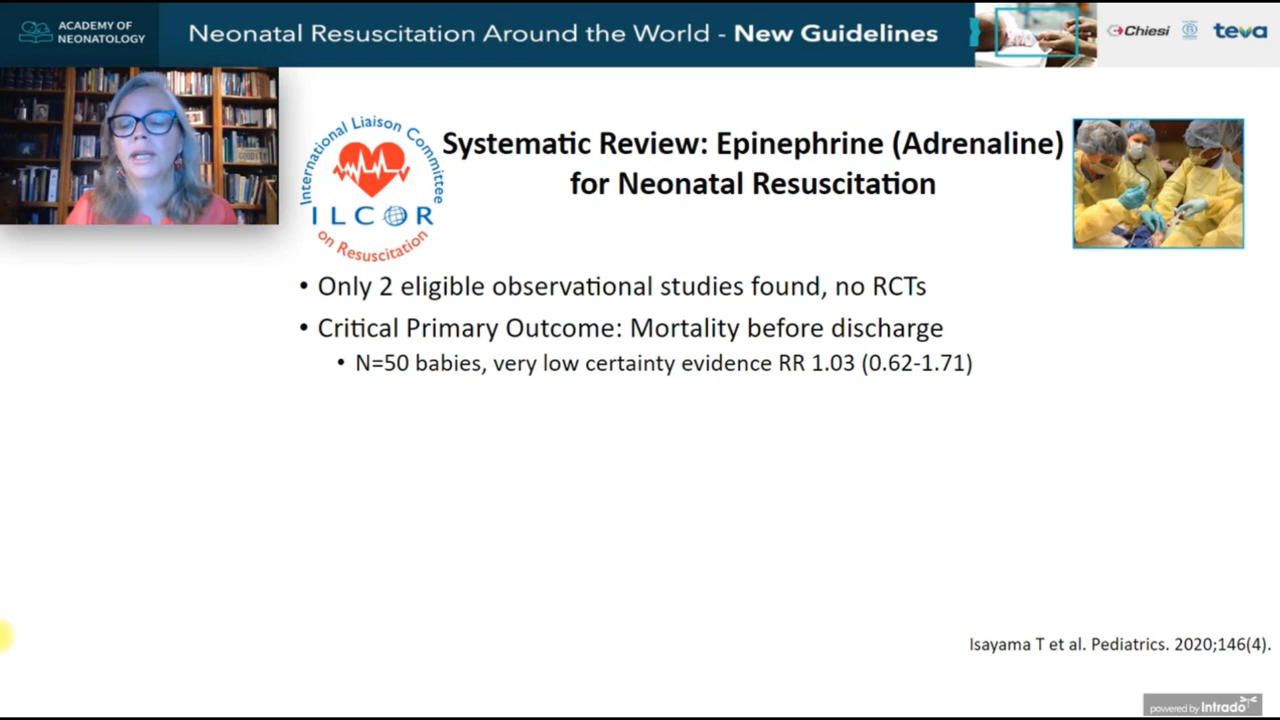 ACADEMY OF
NEONATOLOGY
Neonatal Resuscitation Around the World - New Guidelines
Chiesi
teva
International Liaison Committee
ILCOR
on Resuscitation
Systematic Review: Epinephrine (Adrenaline)
for Neonatal Resuscitation
• Only 2 eligible observational studies found, no RCTs
• Critical Primary Outcome: Mortality before discharge
• N=50 babies, very low certainty evidence RR 1.03 (0.62-1.71)
Isayama T et al. Pediatrics. 2020;146(4).
powered by Intrado